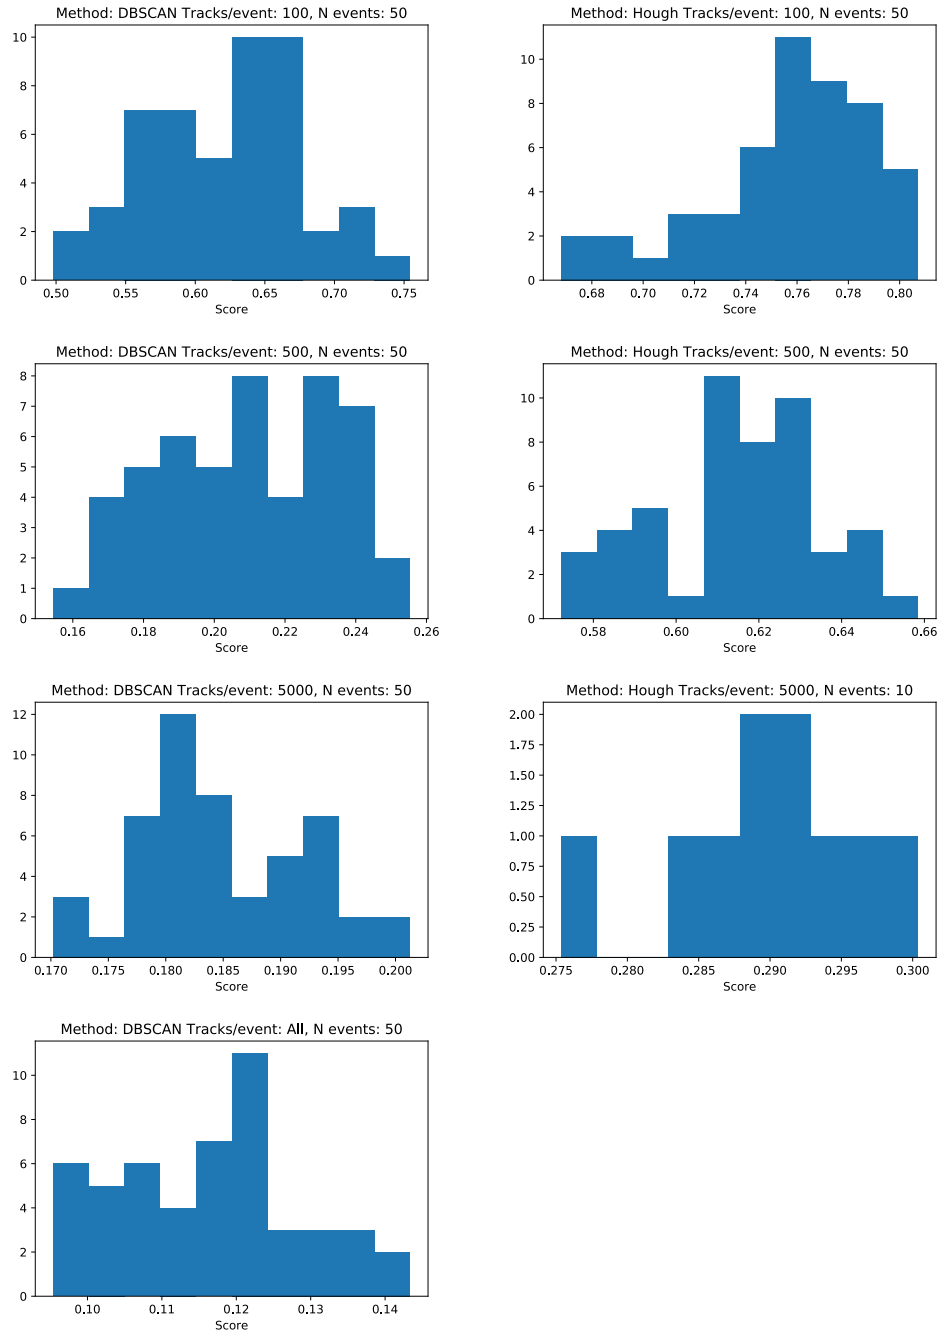 Method: DBSCAN Tracks/event: 100, N events: 50
10
8
6
4
2
0
0.50 0.55 0.60 0.65 0.70 0.75
Score
Method: Hough Tracks/event: 100, N events: 50
10
8
6
4
2
0
0.68 0.70 0.72 0.74 0.76 0.78 0.80
Score
Method: DBSCAN Tracks/event: 500, N events: 50
8
7
6
5
4
3
2
1
0
0.16 0.18 0.20 0.22 0.24 0.26
Score
Method: Hough Tracks/event: 500, N events: 50
10
8
6
4
2
0
0.58 0.60 0.62 0.64 0.66
Score
Method: DBSCAN Tracks/event: 5000, N events: 50
12
10
8
6
4
2
0
0.170 0.175 0.180 0.185 0.190 0.195 0.200
Score
Method: Hough Tracks/event: 5000, N events: 10
2.00
1.75
1.50
1.25
1.00
0.75
0.50
0.25
0.00
0.275 0.280 0.285 0.290 0.295 0.300
Score
Method: DBSCAN Tracks/event: All, N events: 50
10
8
6
4
2
0
0.10 0.11 0.12 0.13 0.14
Score